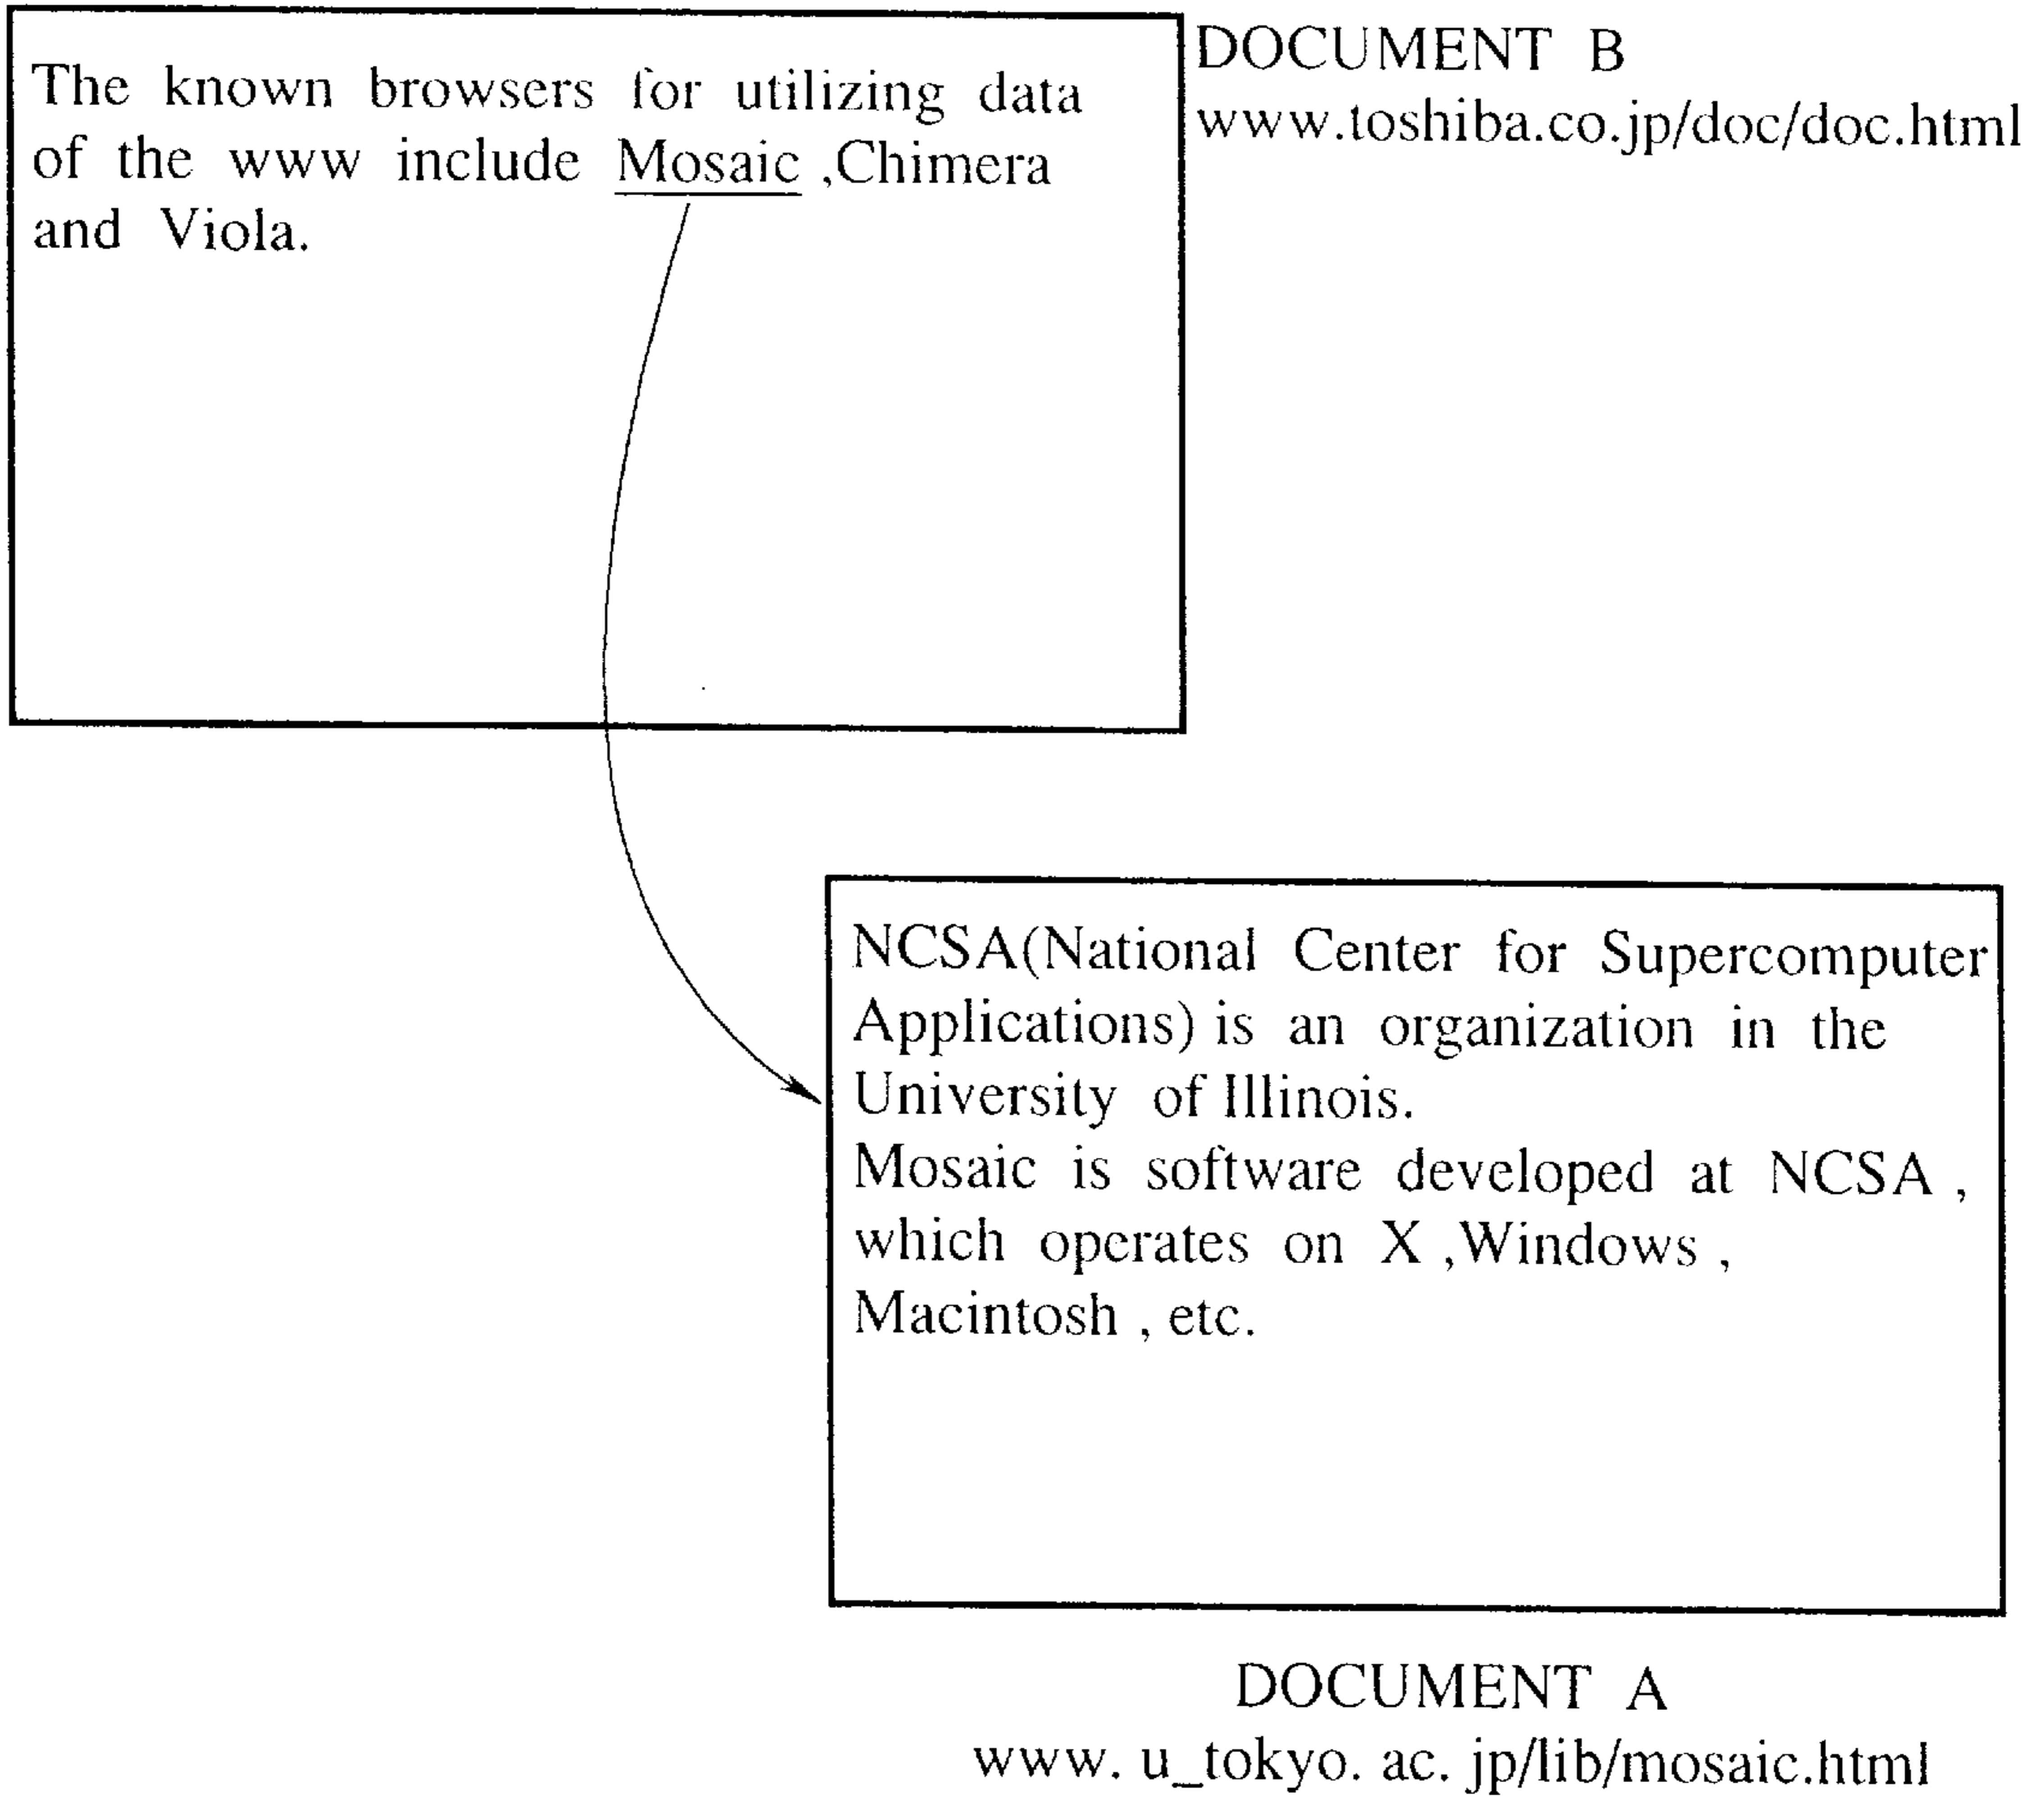 The known browsers for utilizing data
of the www include Mosaic ,Chimera
and Viola.
DOCUMENT B
www.toshiba.co.jp/doc/doc.html
NCSA(National Center for Supercomputer
Applications) is an organization in the
University of Illinois.
Mosaic is software developed at NCSA ,
which operates on X ,Windows ,
Macintosh , etc.
DOCUMENT A
www. u_tokyo. ac. jp/lib/mosaic.html